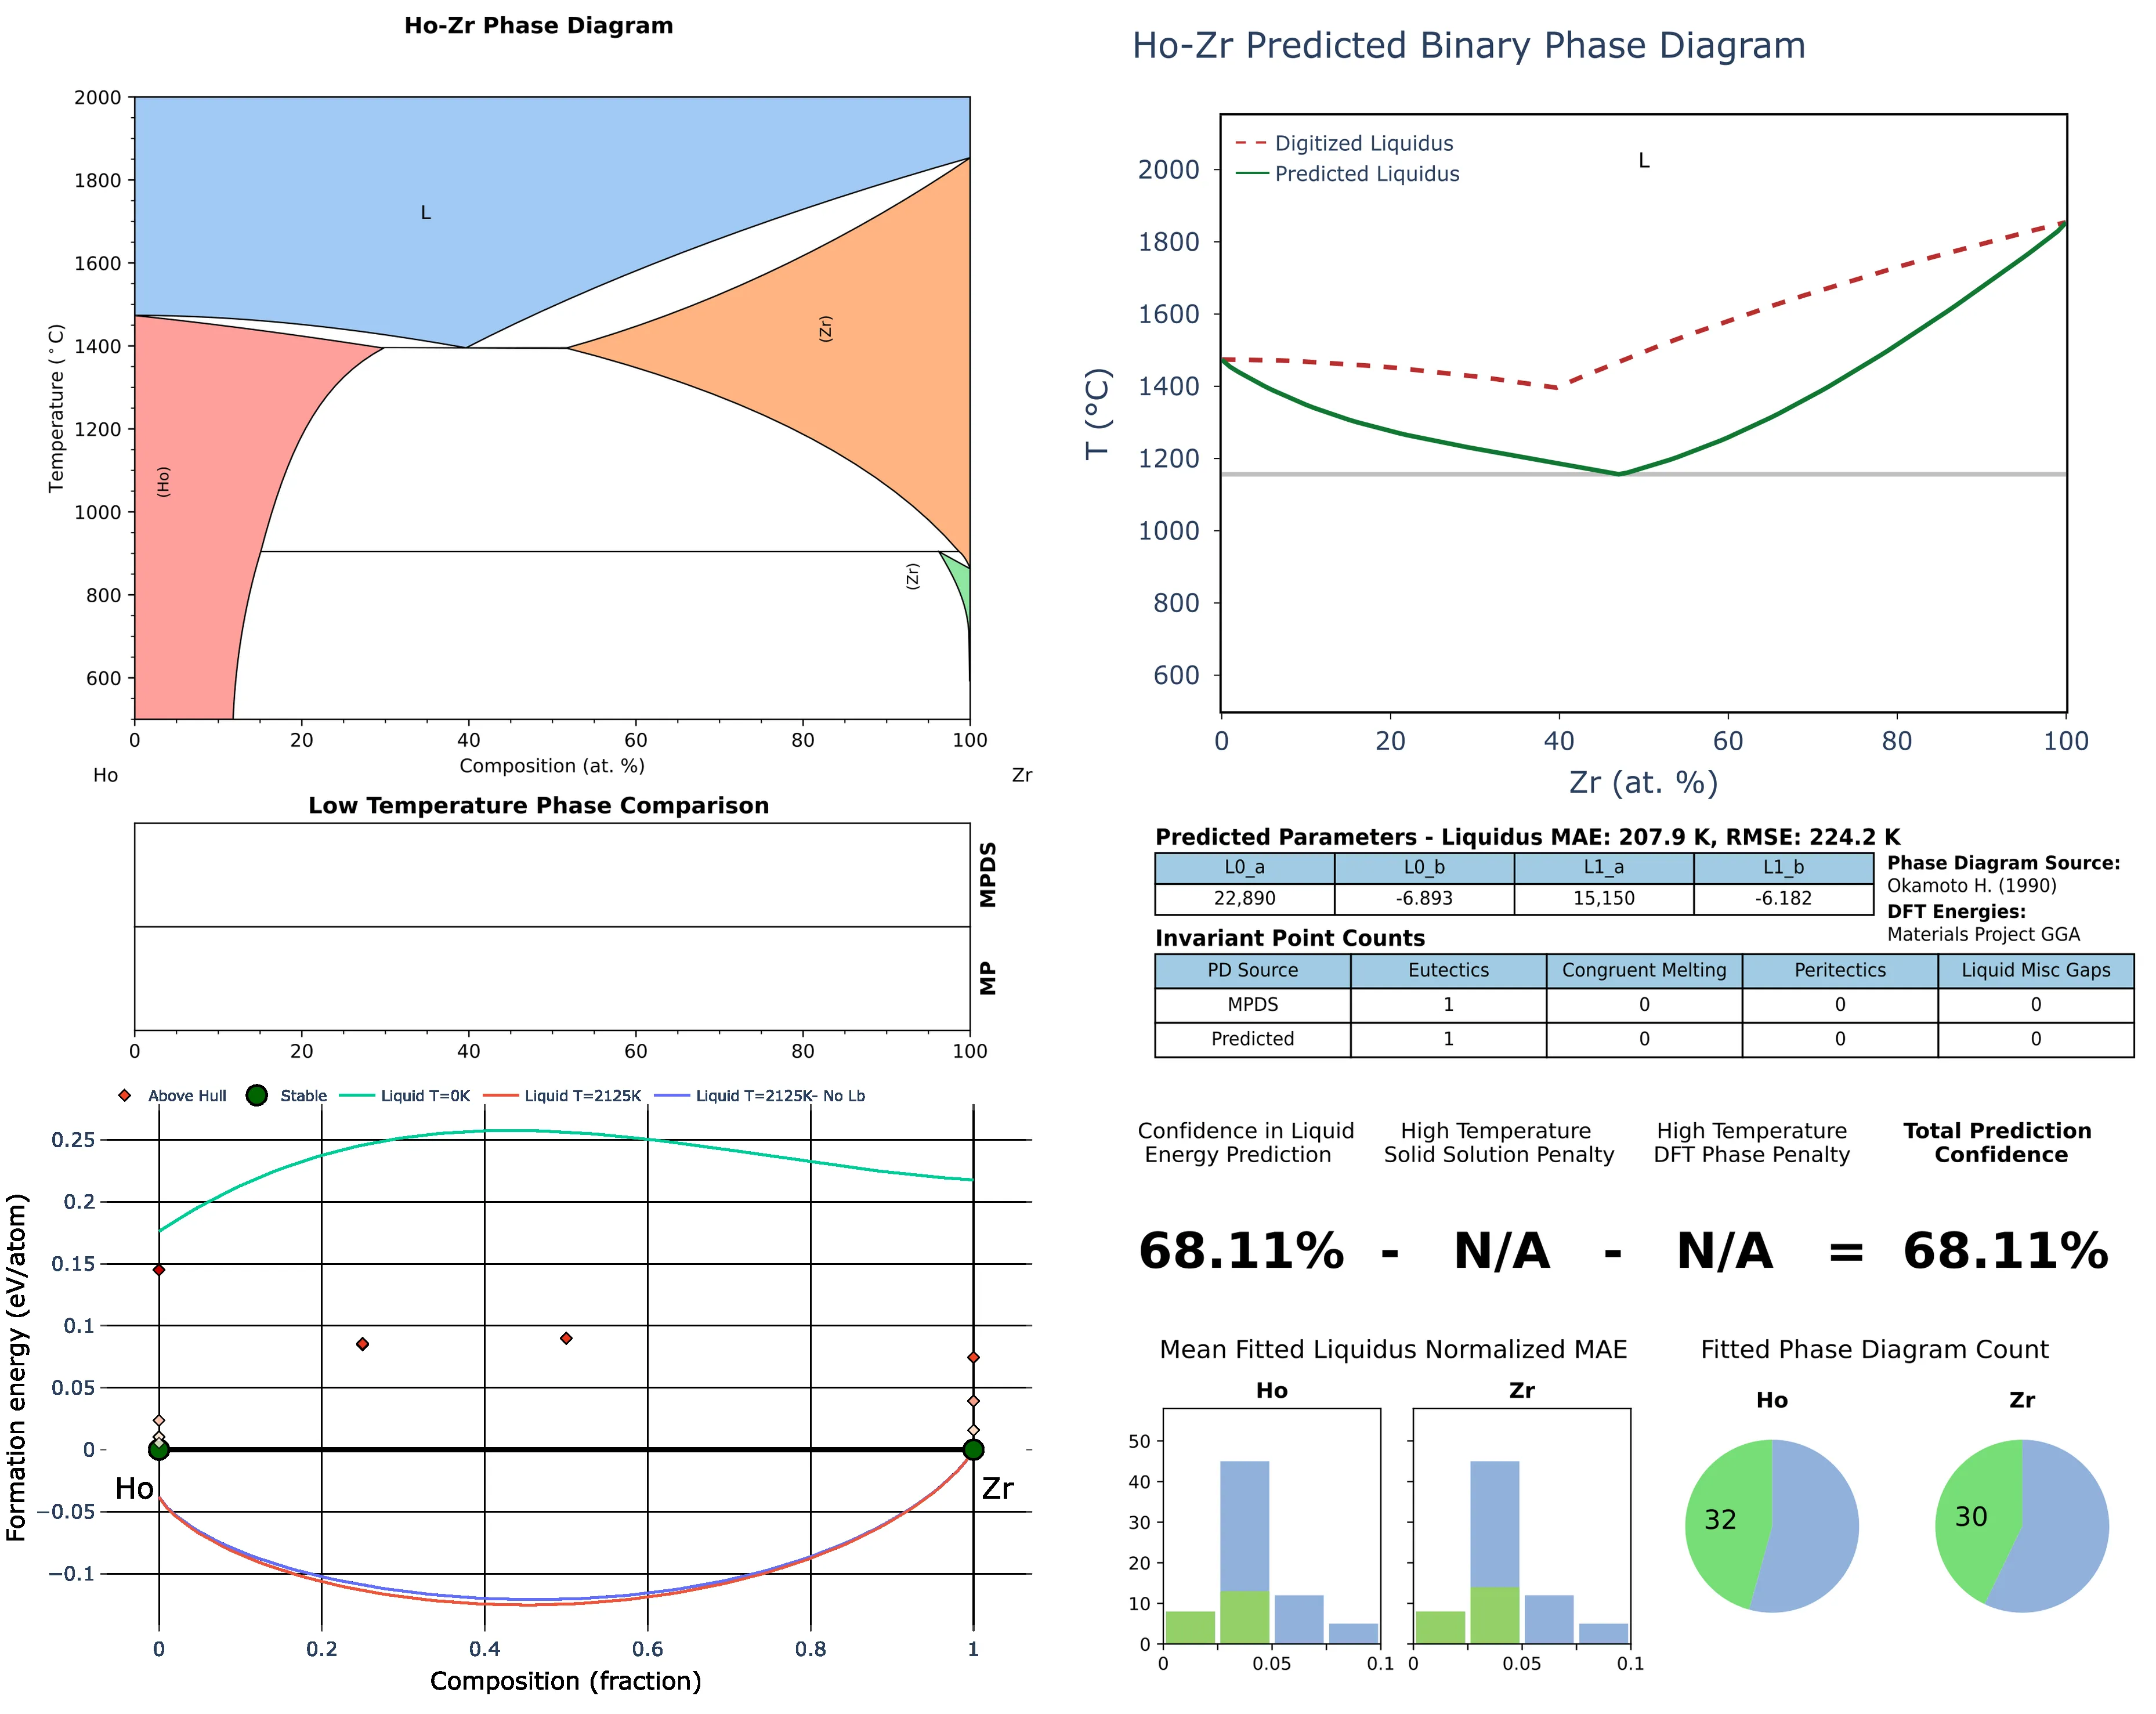 Ho-Zr Phase Diagram
2000
1800
1600
1400
1200
1000
800
600
Temperature (°C)
L
(Ho)
(Zr)
(Zr)
0 20 40 60 80 100
Composition (at. %)
Ho Zr
Low Temperature Phase Comparison
MPDS
MP
0 20 40 60 80 100
Above Hull Stable Liquid T=0K Liquid T=2125K Liquid T=2125K- No Lb
0.25
0.2
0.15
0.1
0.05
0
−0.05
−0.1
Formation energy (eV/atom)
Ho Zr
0 0.2 0.4 0.6 0.8 1
Composition (fraction)
Ho-Zr Predicted Binary Phase Diagram
Digitized Liquidus
Predicted Liquidus
L
2000
1800
1600
1400
1200
1000
800
600
T (°C)
0 20 40 60 80 100
Zr (at. %)
Predicted Parameters - Liquidus MAE: 207.9 K, RMSE: 224.2 K
L0_a L0_b L1_a L1_b
22,890 -6.893 15,150 -6.182
Phase Diagram Source:
Okamoto H. (1990)
DFT Energies:
Materials Project GGA
Invariant Point Counts
PD Source Eutectics Congruent Melting Peritectics Liquid Misc Gaps
MPDS 1 0 0 0
Predicted 1 0 0 0
Confidence in Liquid
Energy Prediction
High Temperature
Solid Solution Penalty
High Temperature
DFT Phase Penalty
Total Prediction
Confidence
68.11% - N/A - N/A = 68.11%
Mean Fitted Liquidus Normalized MAE
Ho Zr
50
40
30
20
10
0
0 0.05 0.1 0 0.05 0.1
Fitted Phase Diagram Count
Ho Zr
32 30